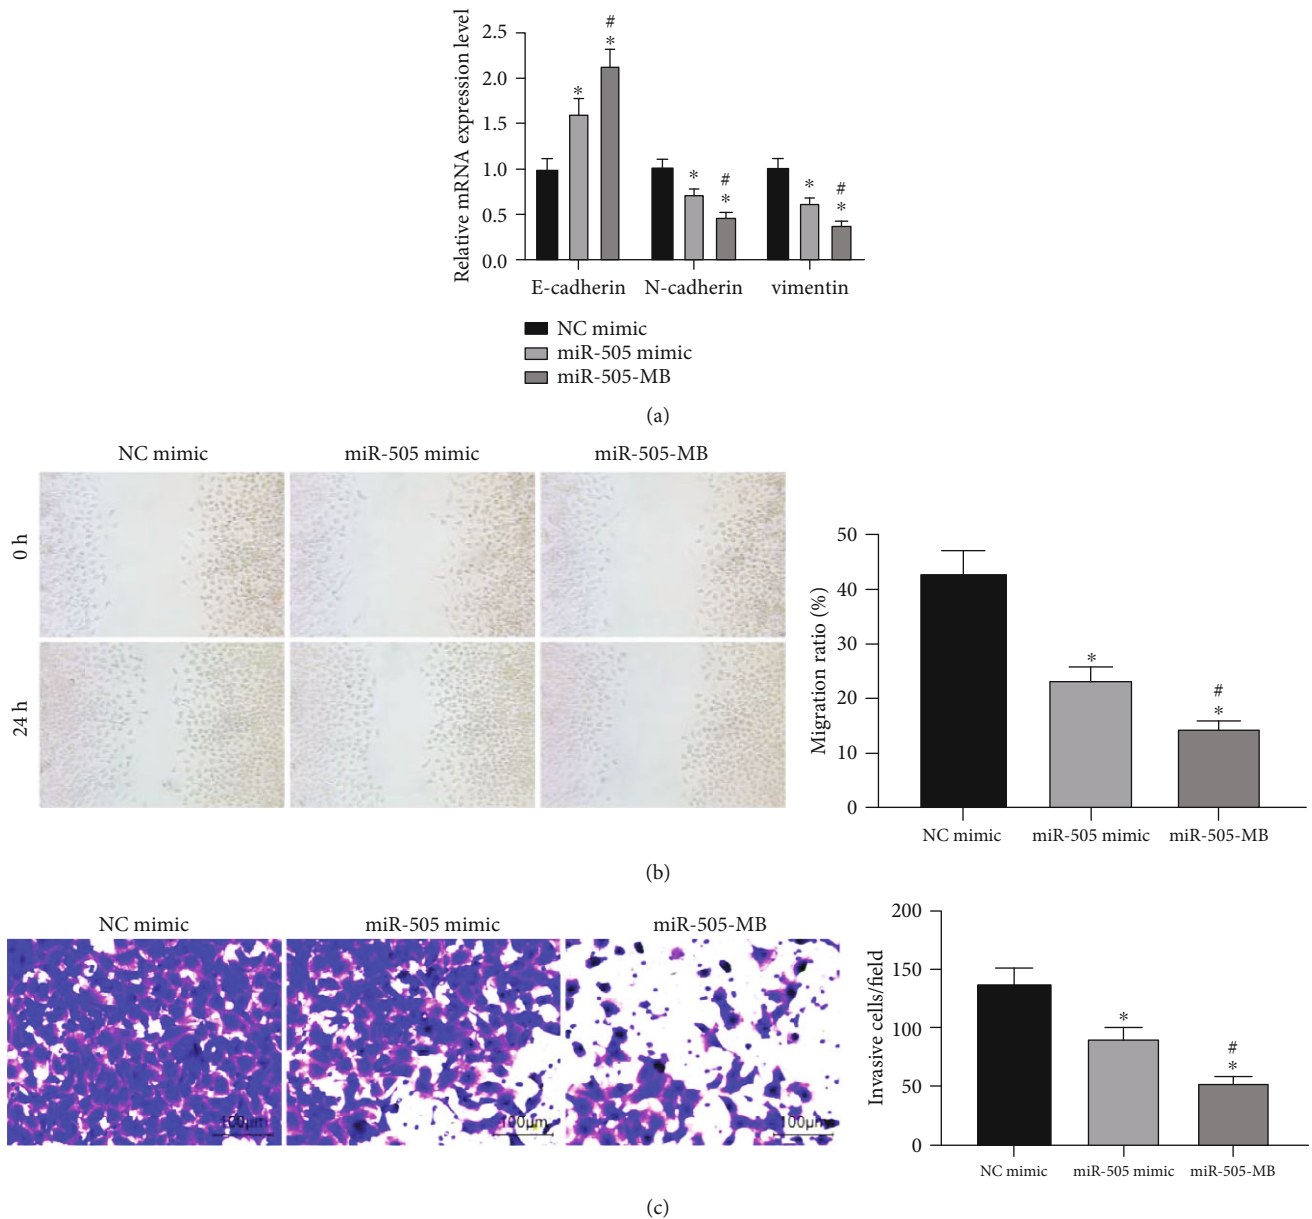 Relative mRNA expression level
2.5
2.0
1.5
1.0
0.5
0.0
#
*
*
*
#
*
*
#
*
E-cadherin N-cadherin vimentin
NC mimic
miR-505 mimic
miR-505-MB
(a)
NC mimic miR-505 mimic miR-505-MB
0 h
24 h
Migration ratio (%)
50
40
30
20
10
0
*
#
*
NC mimic miR-505 mimic miR-505-MB
(b)
NC mimic miR-505 mimic miR-505-MB
100μm 100μm 100μm
Invasive cells/field
200
150
100
50
0
*
#
*
NC mimic miR-505 mimic miR-505-MB
(c)